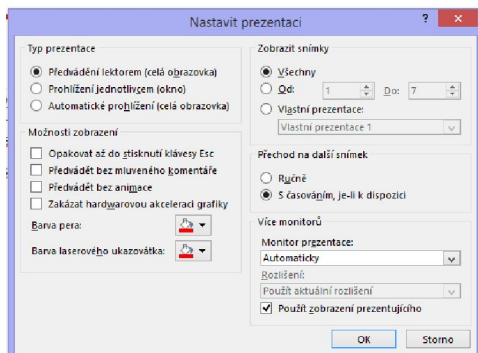 Nastavit prezentaci
?
×
Typ prezentace
Předvádění lektorem (celá obrazovka)
Prohlížení jednotlivcem (okno)
Automatické prohlížení (celá obrazovka)
Možnosti zobrazení
Opakovat až do stisknutí klávesy Esc
Předvádět bez mluveného komentáře
Předvádět bez animace
Zakázat hardwarovou akceleraci grafiky
Barva pera:
Barva laserového ukazovátka:
Zobrazit snímky
Všechny
Od: 1 Do: 7
Vlastní prezentace:
Vlastní prezentace 1
Přechod na další snímek
Ručně
S časováním, je-li k dispozici
Více monitorů
Monitor prezentace:
Automaticky
Rozlišení:
Použít aktuální rozlišení
Použít zobrazení prezentujícího
OK Storno